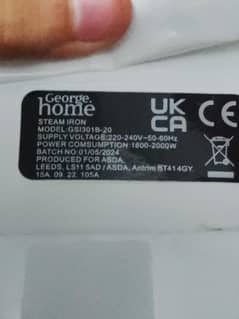 George.
home
STEAM IRON
MODEL:GSI301B-20
SUPPLY VOLTAGE:220-240V~50-60Hz
POWER COMSUMPTION:1800-2000W
BATCH NO:01/05/2024
PRODUCED FOR ASDA,
LEEDS, LS11 5AD / ASDA, Antrim BT414GY.
15A. 09. 22. 105A
UK
CA
CE